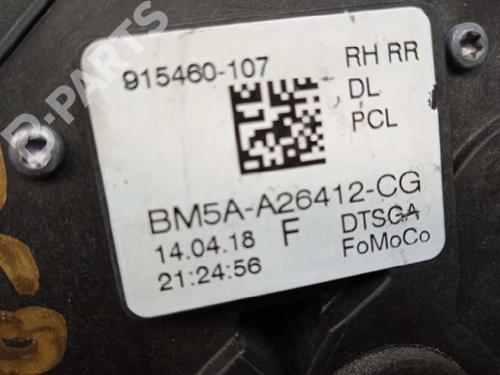 B-PARTS
915460-107
RH RR
DL
PCL
BM5A-A26412-CG
14.04.18
F
DTSGA
21:24:56
FoMoCo